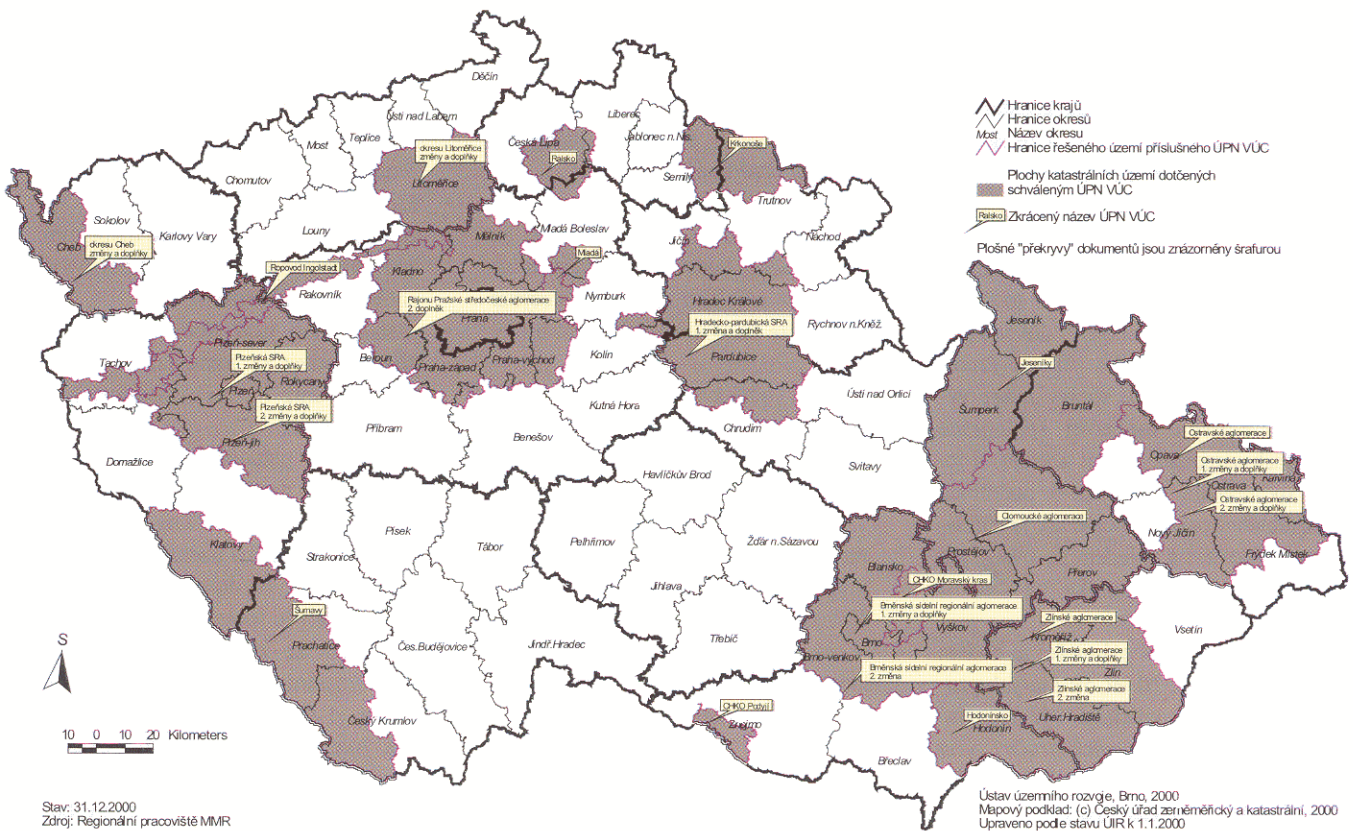 Děčín
Ústí nad Labem
Teplice
Most
Chomutov
Louny
Liberec
Jablonec n.Nis.
Česká Lípa
Semily
Krkonoše
Ralsko
okresu Litoměřice
změny a doplňky
Litoměřice
Hranice krajů
Hranice okresů
Most Název okresu
Hranice řešeného území příslušného ÚPN VÚC
Plochy katastrálních území dotčených
schváleným ÚPN VÚC
Ralsko Zkrácený název ÚPN VÚC
Plošné "překryvy" dokumentů jsou znázorněny šrafurou
Sokolov
Karlovy Vary
Cheb
okresu Cheb
změny a doplňky
Trutnov
Náchod
Jičín
Mladá Boleslav
Mělník
Mladá
Kladno
Ropovod Ingolstadt
Rakovník
Nymburk
Rajonu Pražské středočeské aglomerace
2. doplněk
Praha
Hradec Králové
Hradecko-pardubická SRA
1. změna a doplněk
Rychnov n.Kněž.
Pardubice
Jeseník
Jeseníky
Tachov
Plzeň-sever
Plzeňská SRA
1. změny a doplňky
Plzeň
Rokycany
Beroun
Praha-západ
Praha-východ
Kolín
Plzeňská SRA
2. změny a doplňky
Plzeň-jih
Kutná Hora
Příbram
Benešov
Chrudim
Ústí nad Orlicí
Svitavy
Šumperk
Bruntál
Domažlice
Opava
Ostravské aglomerace
Ostravské aglomerace
1. změny a doplňky
Karviná
Ostrava
Ostravské aglomerace
2. změny a doplňky
Nový Jičín
Frýdek Místek
Havlíčkův Brod
Písek
Strakonice
Tábor
Pelhřimov
Žďár n.Sázavou
Jihlava
Olomoucké aglomerace
Prostějov
Přerov
Blansko
CHKO Moravský kras
Klatovy
Šumavy
Prachatice
Čes.Budějovice
Jindř.Hradec
Třebíč
Brněnská sídelní regionální aglomerace
1. změny a doplňky
Brno
Vyškov
Brno-venkov
Brněnská sídelní regionální aglomerace
2. změna
Zlínské aglomerace
Kroměříž
Zlínské aglomerace
1. změny a doplňky
Zlín
Vsetín
Zlínské aglomerace
2. změna
Uher.Hradiště
Hodonínsko
Hodonín
CHKO Podyjí
Znojmo
Břeclav
Český Krumlov
S
10 0 10 20 Kilometers
Stav: 31.12.2000
Zdroj: Regionální pracoviště MMR
Ústav územního rozvoje, Brno, 2000
Mapový podklad: (c) Český úřad zeměměřický a katastrální, 2000
Upraveno podle stavu ÚIR k 1.1.2000